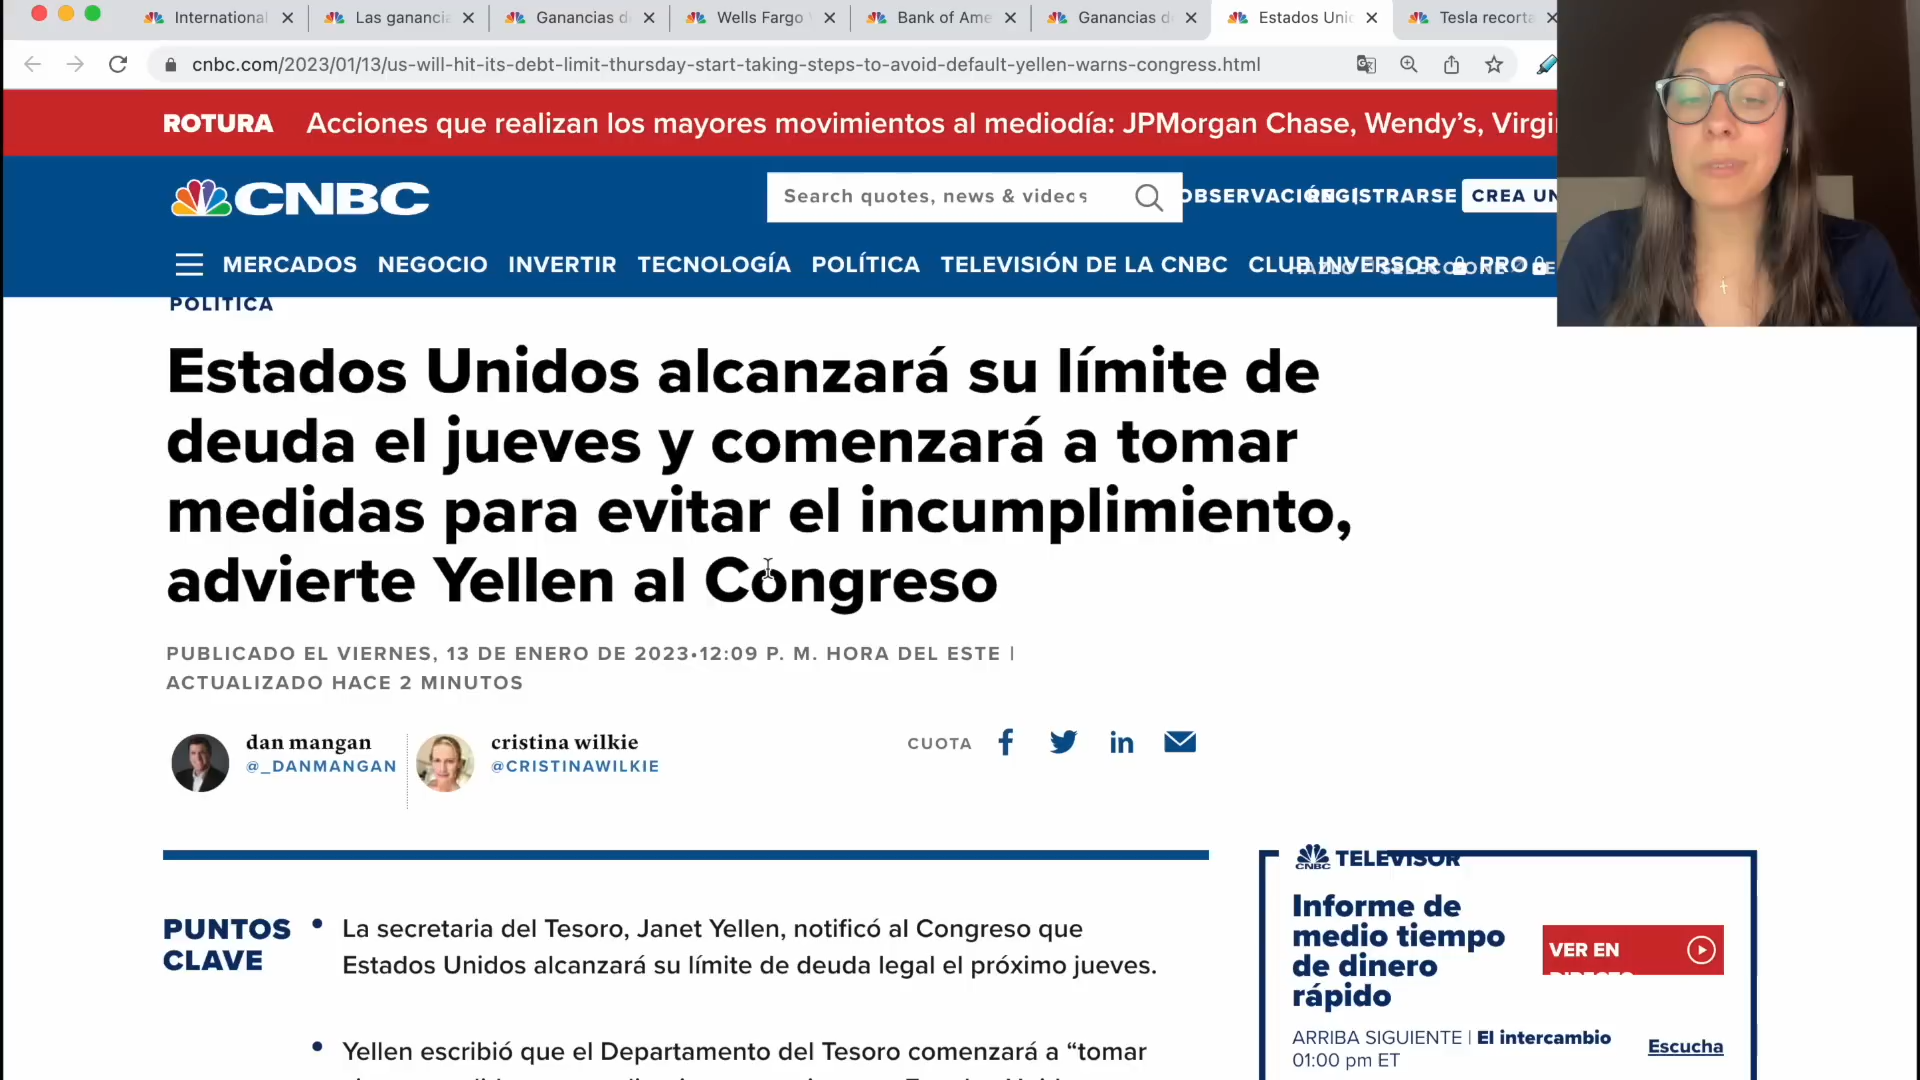 International
Las ganancia
Ganancias d
Wells Fargo
Bank of Ame
Ganancias d
Estados Uni
Tesla recorta
cnbc.com/2023/01/13/us-will-hit-its-debt-limit-thursday-start-taking-steps-to-avoid-default-yellen-warns-congress.html
ROTURA Acciones que realizan los mayores movimientos al mediodía: JPMorgan Chase, Wendy’s, Virgi
CNBC
Search quotes, news & videos
OBSERVACIÓN
REGISTRARSE
CREA UN
MERCADOS NEGOCIO INVERTIR TECNOLOGÍA POLÍTICA TELEVISIÓN DE LA CNBC CLUB INVERSOR PRO
POLÍTICA
Estados Unidos alcanzará su límite de
deuda el jueves y comenzará a tomar
medidas para evitar el incumplimiento,
advierte Yellen al Congreso
PUBLICADO EL VIERNES, 13 DE ENERO DE 2023•12:09 P. M. HORA DEL ESTE |
ACTUALIZADO HACE 2 MINUTOS
dan mangan
@_DANMANGAN
cristina wilkie
@CRISTINAWILKIE
CUOTA
PUNTOS
CLAVE
• La secretaria del Tesoro, Janet Yellen, notificó al Congreso que
Estados Unidos alcanzará su límite de deuda legal el próximo jueves.
• Yellen escribió que el Departamento del Tesoro comenzará a “tomar
CNBC TELEVISOR
Informe de
medio tiempo
de dinero
rápido
VER EN
DIRECTO
ARRIBA SIGUIENTE | El intercambio
01:00 pm ET
Escucha